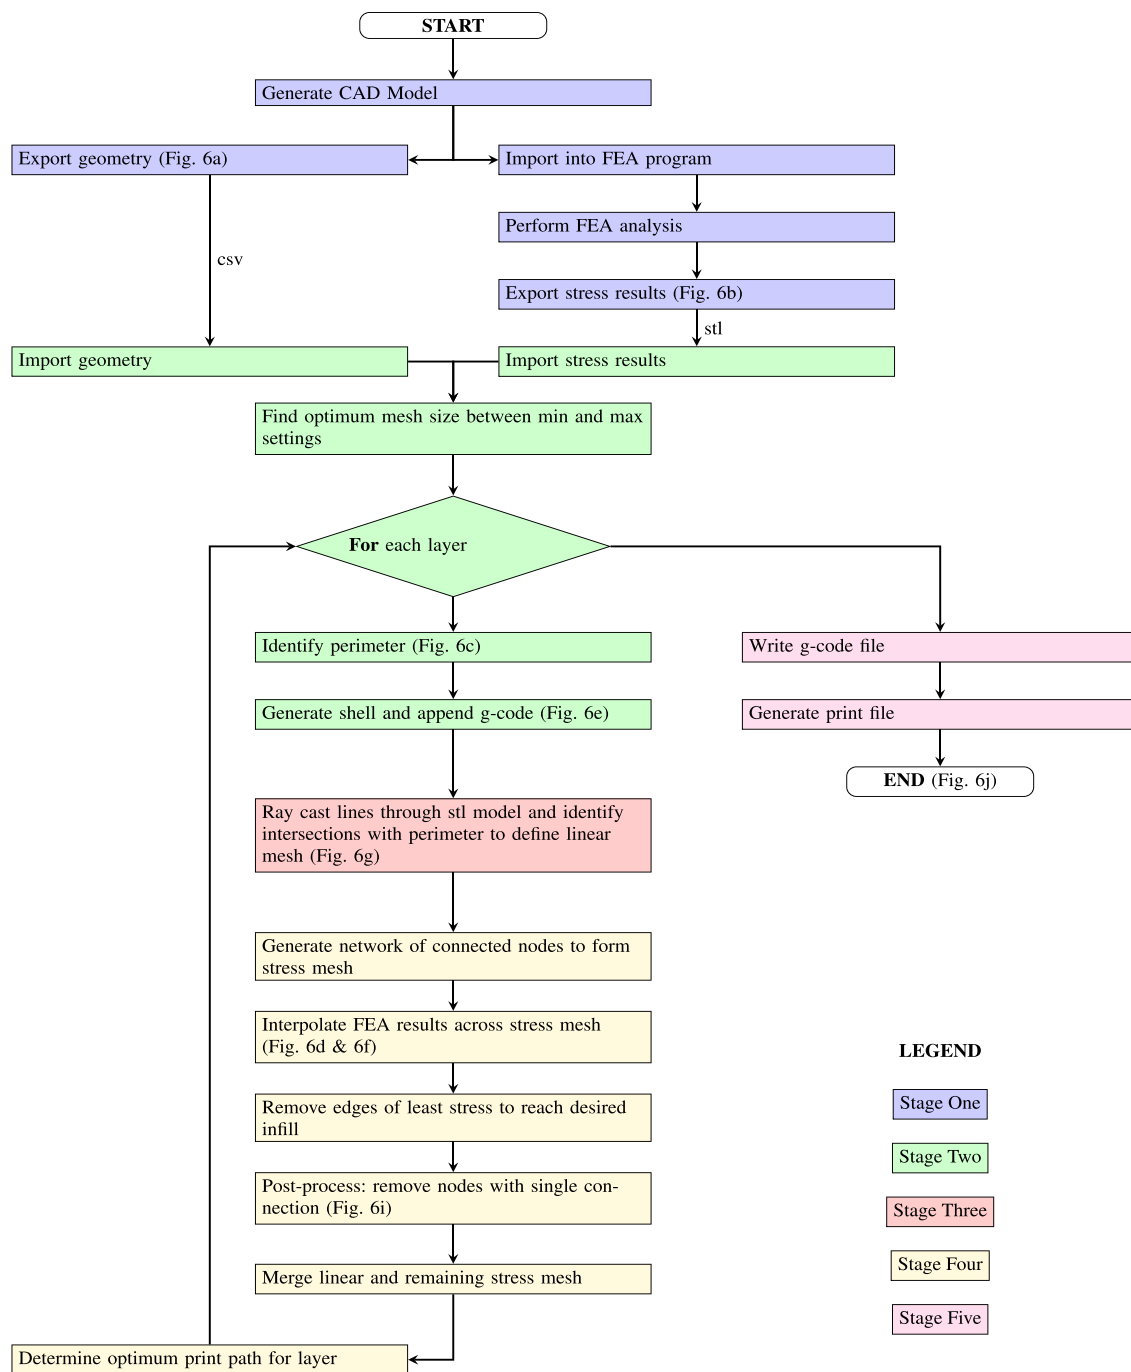 START
Generate CAD Model
Export geometry (Fig. 6a)
Import into FEA program
Perform FEA analysis
csv
Export stress results (Fig. 6b)
stl
Import geometry
Import stress results
Find optimum mesh size between min and max
settings
For each layer
Identify perimeter (Fig. 6c)
Write g-code file
Generate shell and append g-code (Fig. 6e)
Generate print file
END (Fig. 6j)
Ray cast lines through stl model and identify
intersections with perimeter to define linear
mesh (Fig. 6g)
Generate network of connected nodes to form
stress mesh
Interpolate FEA results across stress mesh
(Fig. 6d & 6f)
Remove edges of least stress to reach desired
infill
Post-process: remove nodes with single con-
nection (Fig. 6i)
Merge linear and remaining stress mesh
Determine optimum print path for layer
LEGEND
Stage One
Stage Two
Stage Three
Stage Four
Stage Five